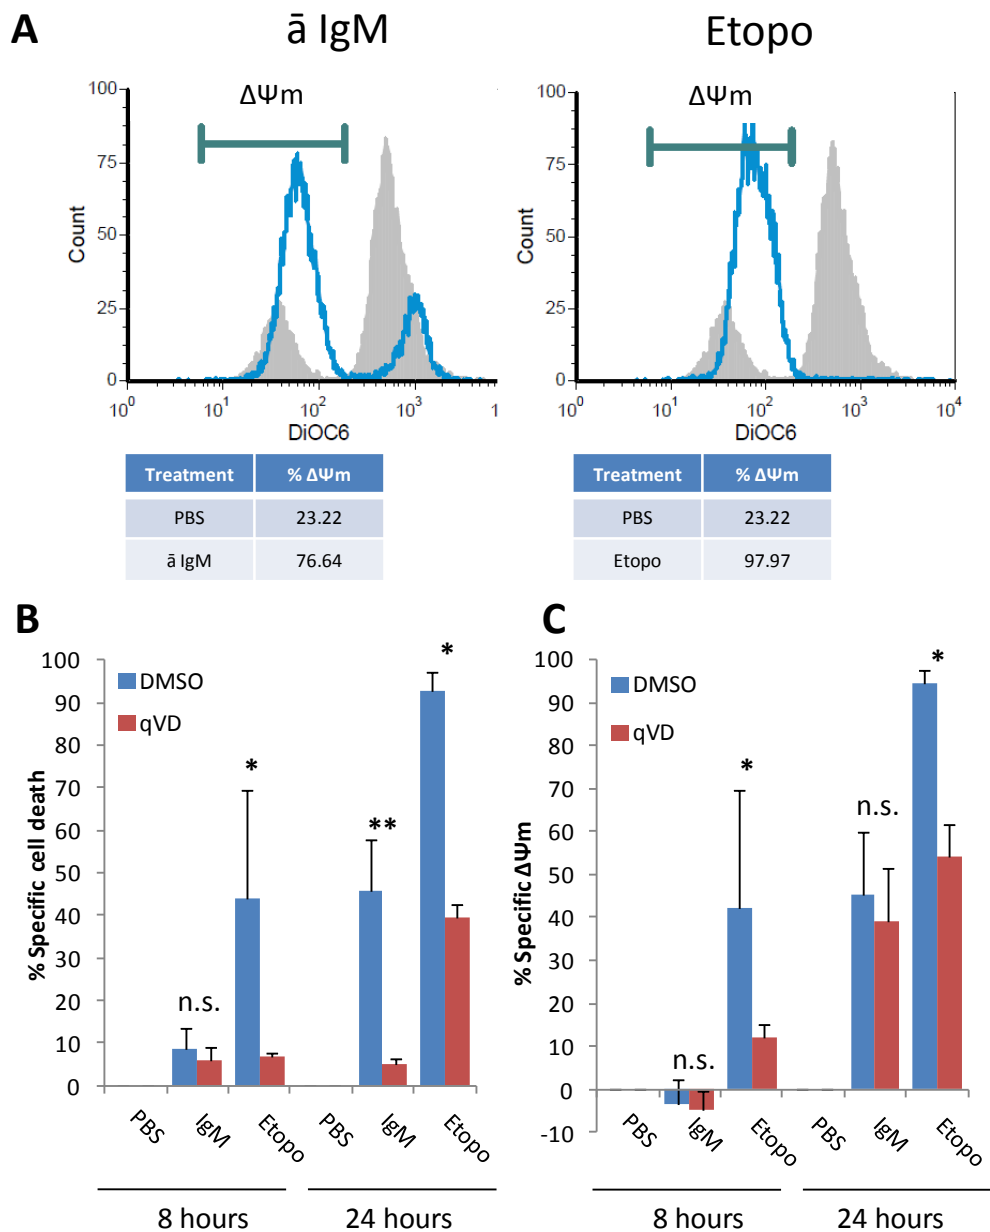 A
ā IgM
Etopo
ΔΨm
ΔΨm
100
75
50
25
0
Count
10⁰
10¹
10²
10³
1
DiOC6
100
75
50
25
0
Count
10⁰
10¹
10²
10³
10⁴
DiOC6
Treatment % ΔΨm
PBS 23.22
ā IgM 76.64
Treatment % ΔΨm
PBS 23.22
Etopo 97.97
B
100
90
80
70
60
50
40
30
20
10
0
% Specific cell death
DMSO
qVD
n.s.
*
**
*
PBS
IgM
Etopo
PBS
IgM
Etopo
8 hours
24 hours
C
100
90
80
70
60
50
40
30
20
10
0
-10
% Specific ΔΨm
DMSO
qVD
n.s.
*
n.s.
*
PBS
IgM
Etopo
PBS
IgM
Etopo
8 hours
24 hours